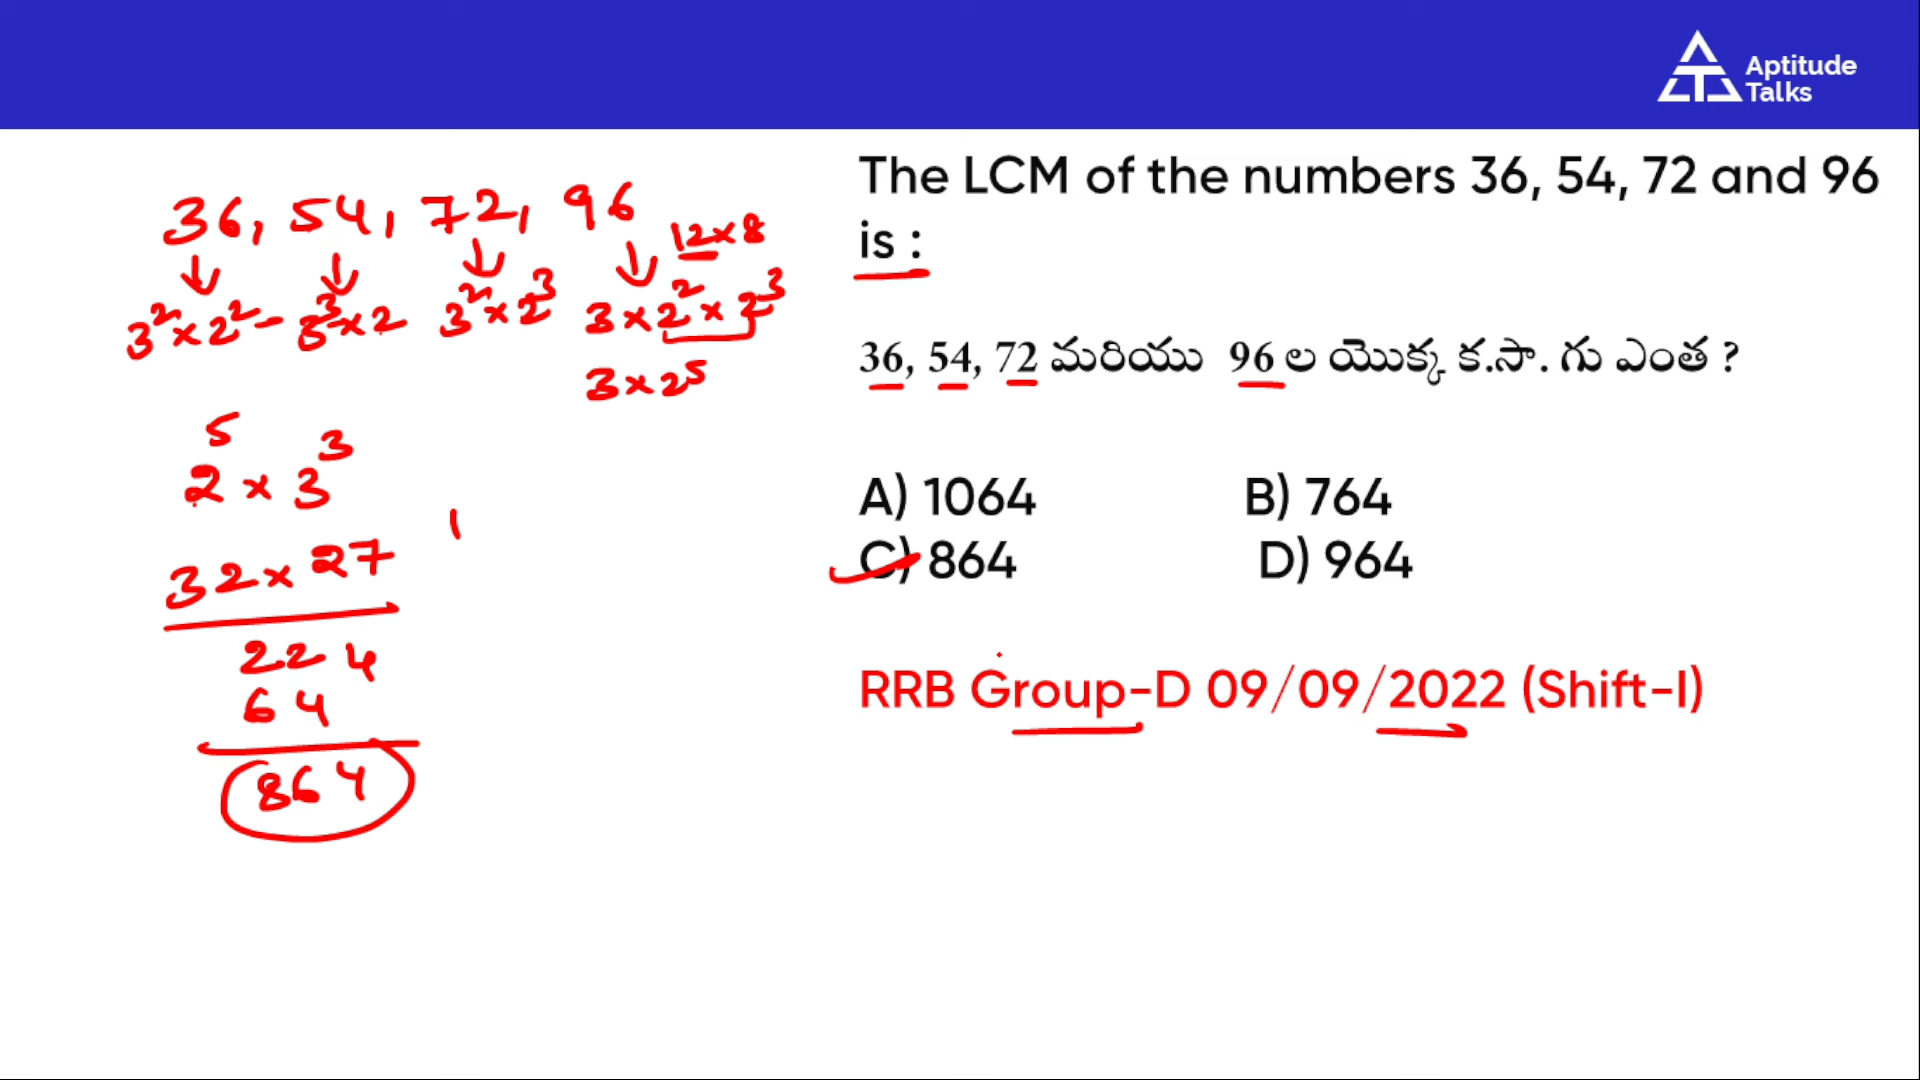 Aptitude
Talks
The LCM of the numbers 36, 54, 72 and 96
is :
36, 54, 72 మరియు 96 ల యొక్క క.సా. గు ఎంత ?
A) 1064 B) 764
C) 864 D) 964
RRB Group-D 09/09/2022 (Shift-I)
36, 54, 72, 96
12×8
3²×2² - 3³×2 3²×2³ 3×2²×2³
3×2⁵
2⁵ × 3³
1
32×27
224
64
864